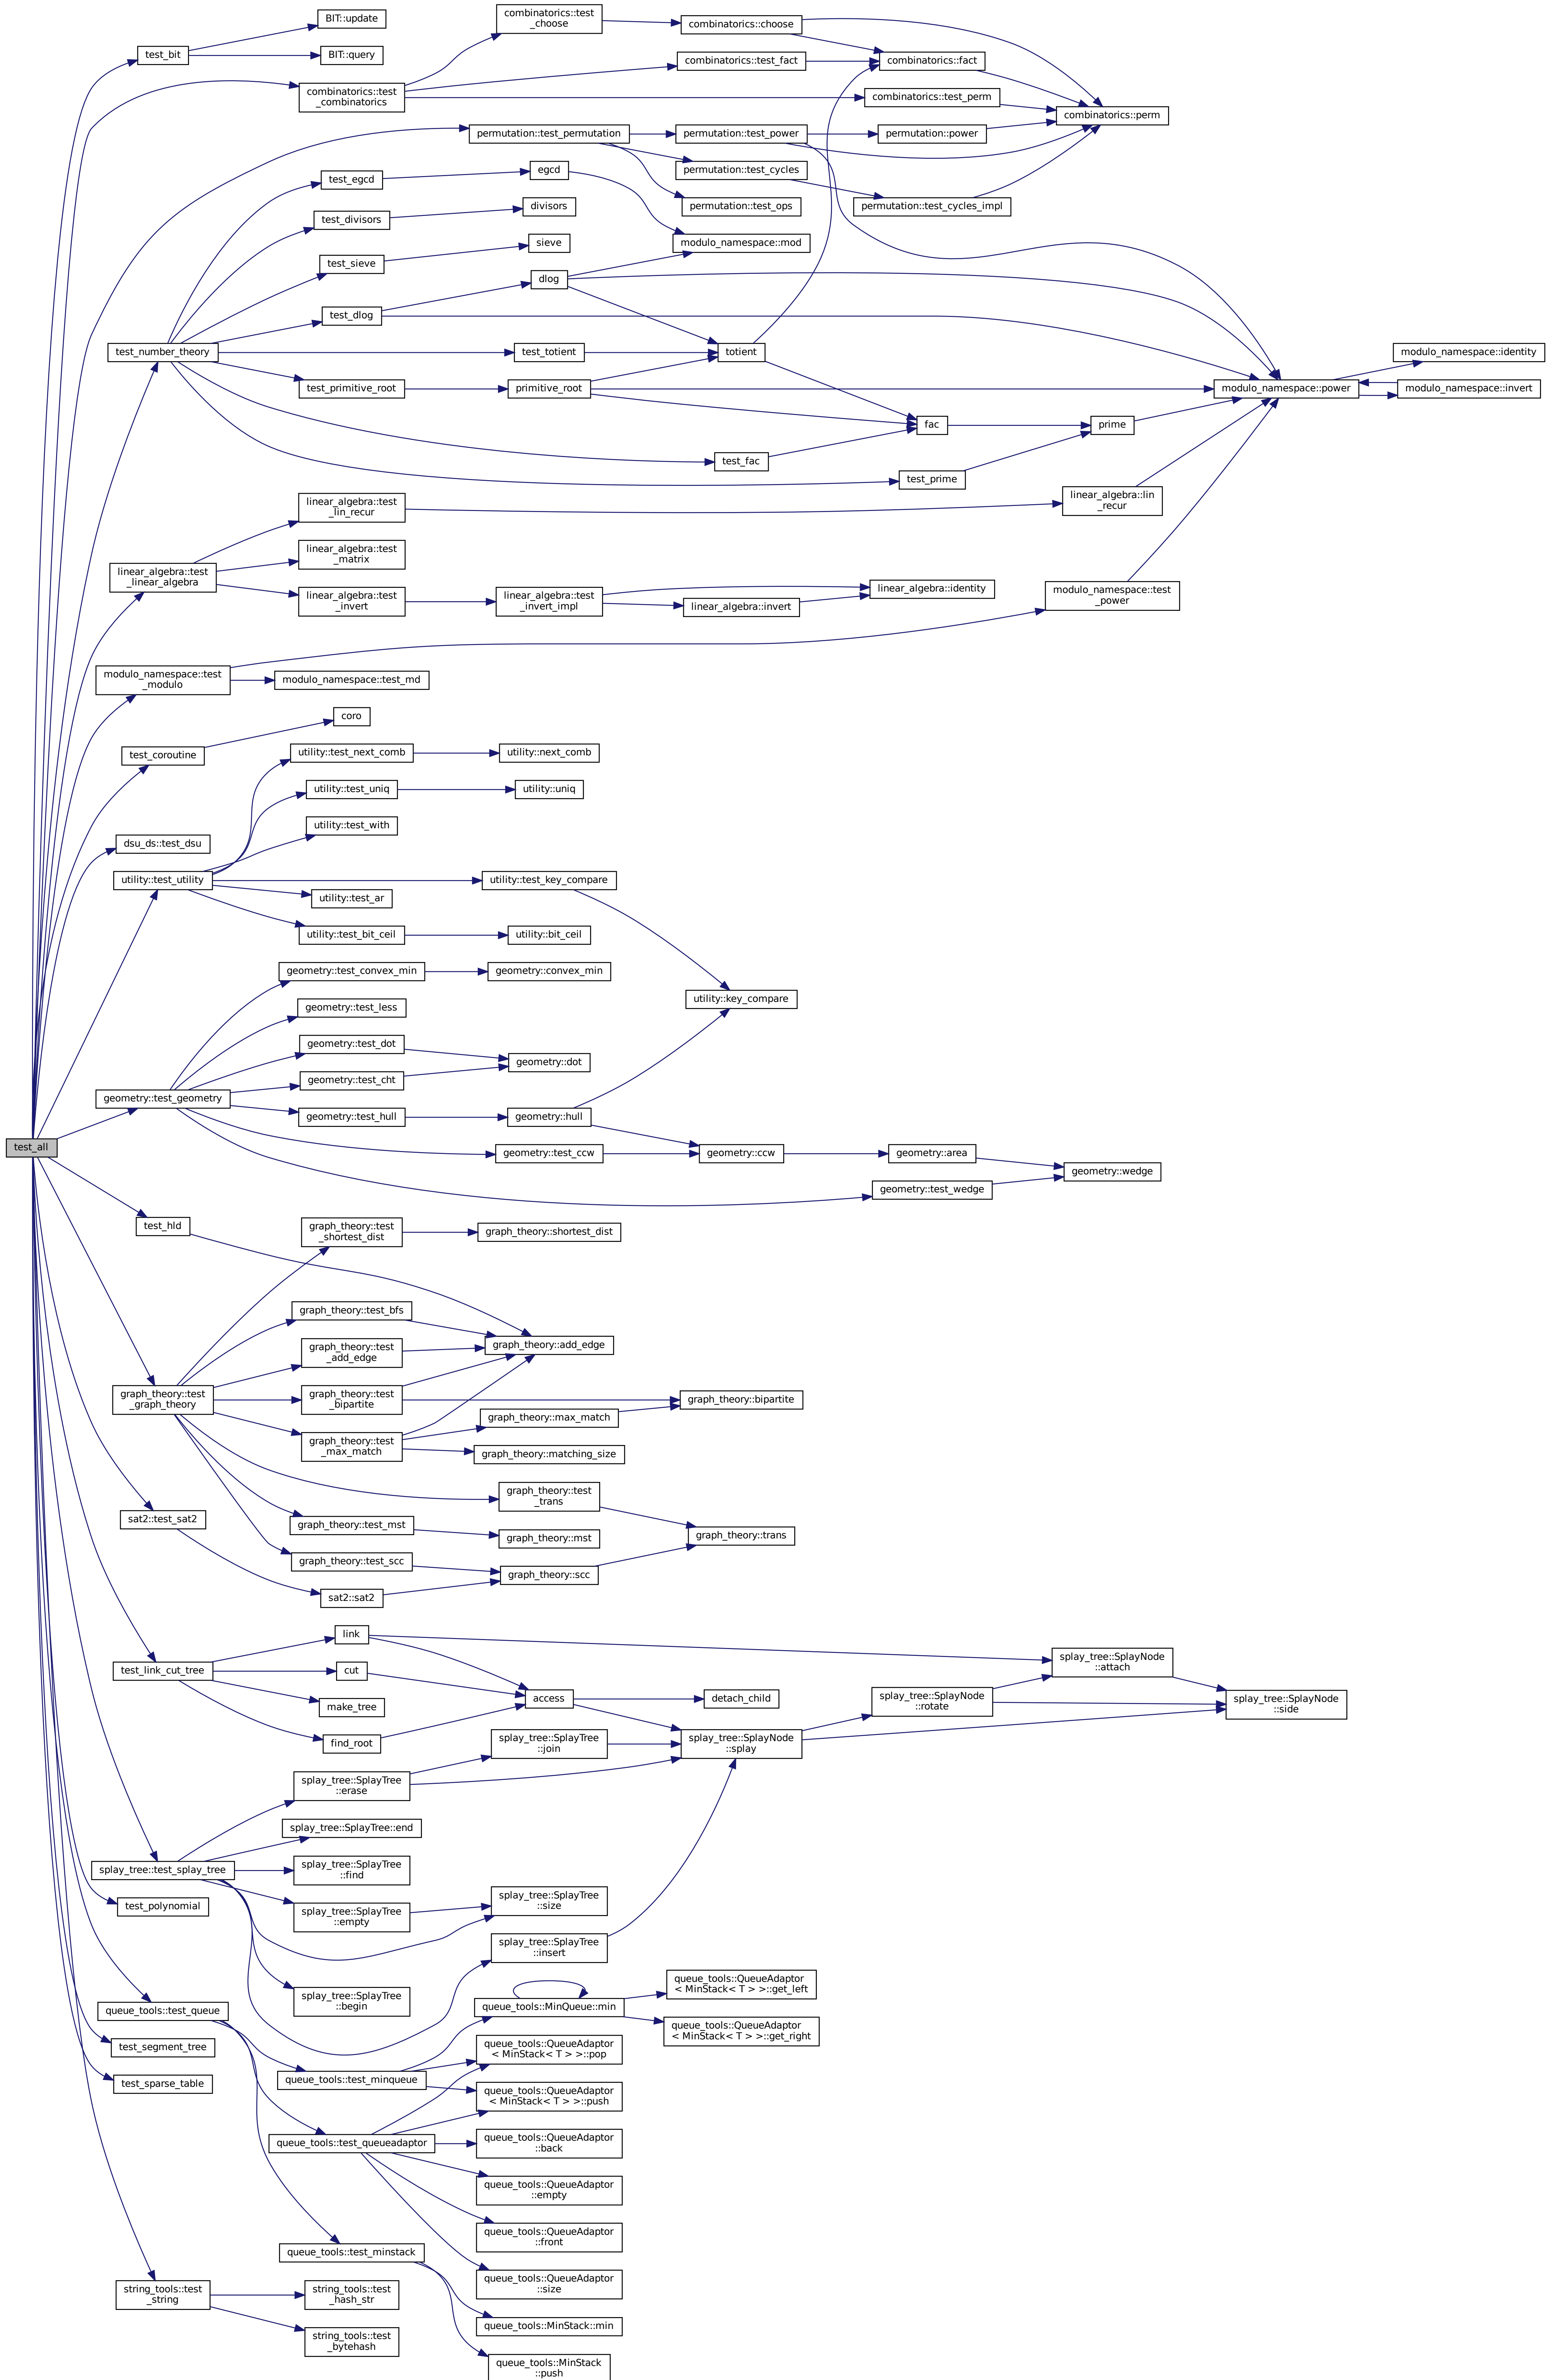 BIT::update
combinatorics::test
_choose
combinatorics::choose
test_bit
BIT::query
combinatorics::test_fact
combinatorics::fact
combinatorics::test
_combinatorics
combinatorics::test_perm
combinatorics::perm
permutation::test_permutation
permutation::test_power
permutation::power
egcd
permutation::test_cycles
test_egcd
permutation::test_ops
permutation::test_cycles_impl
divisors
test_divisors
sieve
modulo_namespace::mod
test_sieve
dlog
test_dlog
test_number_theory
test_totient
totient
modulo_namespace::identity
test_primitive_root
primitive_root
modulo_namespace::power
modulo_namespace::invert
fac
prime
test_fac
test_prime
linear_algebra::test
_lin_recur
linear_algebra::lin
_recur
linear_algebra::test
_matrix
linear_algebra::test
_linear_algebra
linear_algebra::test
_invert
linear_algebra::test
_invert_impl
linear_algebra::invert
linear_algebra::identity
modulo_namespace::test
_power
modulo_namespace::test
_modulo
modulo_namespace::test_md
coro
test_coroutine
utility::test_next_comb
utility::next_comb
utility::test_uniq
utility::uniq
utility::test_with
dsu_ds::test_dsu
utility::test_utility
utility::test_key_compare
utility::test_ar
utility::test_bit_ceil
utility::bit_ceil
geometry::test_convex_min
geometry::convex_min
utility::key_compare
geometry::test_less
geometry::test_dot
geometry::dot
geometry::test_cht
geometry::test_geometry
geometry::test_hull
geometry::hull
test_all
geometry::test_ccw
geometry::ccw
geometry::area
geometry::wedge
geometry::test_wedge
test_hld
graph_theory::test
_shortest_dist
graph_theory::shortest_dist
graph_theory::test_bfs
graph_theory::add_edge
graph_theory::test
_add_edge
graph_theory::test
_graph_theory
graph_theory::test
_bipartite
graph_theory::bipartite
graph_theory::max_match
graph_theory::test
_max_match
graph_theory::matching_size
graph_theory::test
_trans
sat2::test_sat2
graph_theory::test_mst
graph_theory::mst
graph_theory::trans
graph_theory::test_scc
graph_theory::scc
sat2::sat2
link
splay_tree::SplayNode
::attach
test_link_cut_tree
cut
access
detach_child
splay_tree::SplayNode
::rotate
splay_tree::SplayNode
::side
make_tree
find_root
splay_tree::SplayTree
::join
splay_tree::SplayNode
::splay
splay_tree::SplayTree
::erase
splay_tree::SplayTree::end
splay_tree::test_splay_tree
splay_tree::SplayTree
::find
splay_tree::SplayTree
::size
test_polynomial
splay_tree::SplayTree
::empty
splay_tree::SplayTree
::insert
splay_tree::SplayTree
::begin
queue_tools::QueueAdaptor
< MinStack< T > >::get_left
queue_tools::test_queue
queue_tools::MinQueue::min
queue_tools::QueueAdaptor
< MinStack< T > >::get_right
test_segment_tree
queue_tools::QueueAdaptor
< MinStack< T > >::pop
test_sparse_table
queue_tools::test_minqueue
queue_tools::QueueAdaptor
< MinStack< T > >::push
queue_tools::test_queueadaptor
queue_tools::QueueAdaptor
::back
queue_tools::QueueAdaptor
::empty
queue_tools::QueueAdaptor
::front
queue_tools::test_minstack
queue_tools::QueueAdaptor
::size
string_tools::test
_string
string_tools::test
_hash_str
queue_tools::MinStack::min
string_tools::test
_bytehash
queue_tools::MinStack
::push